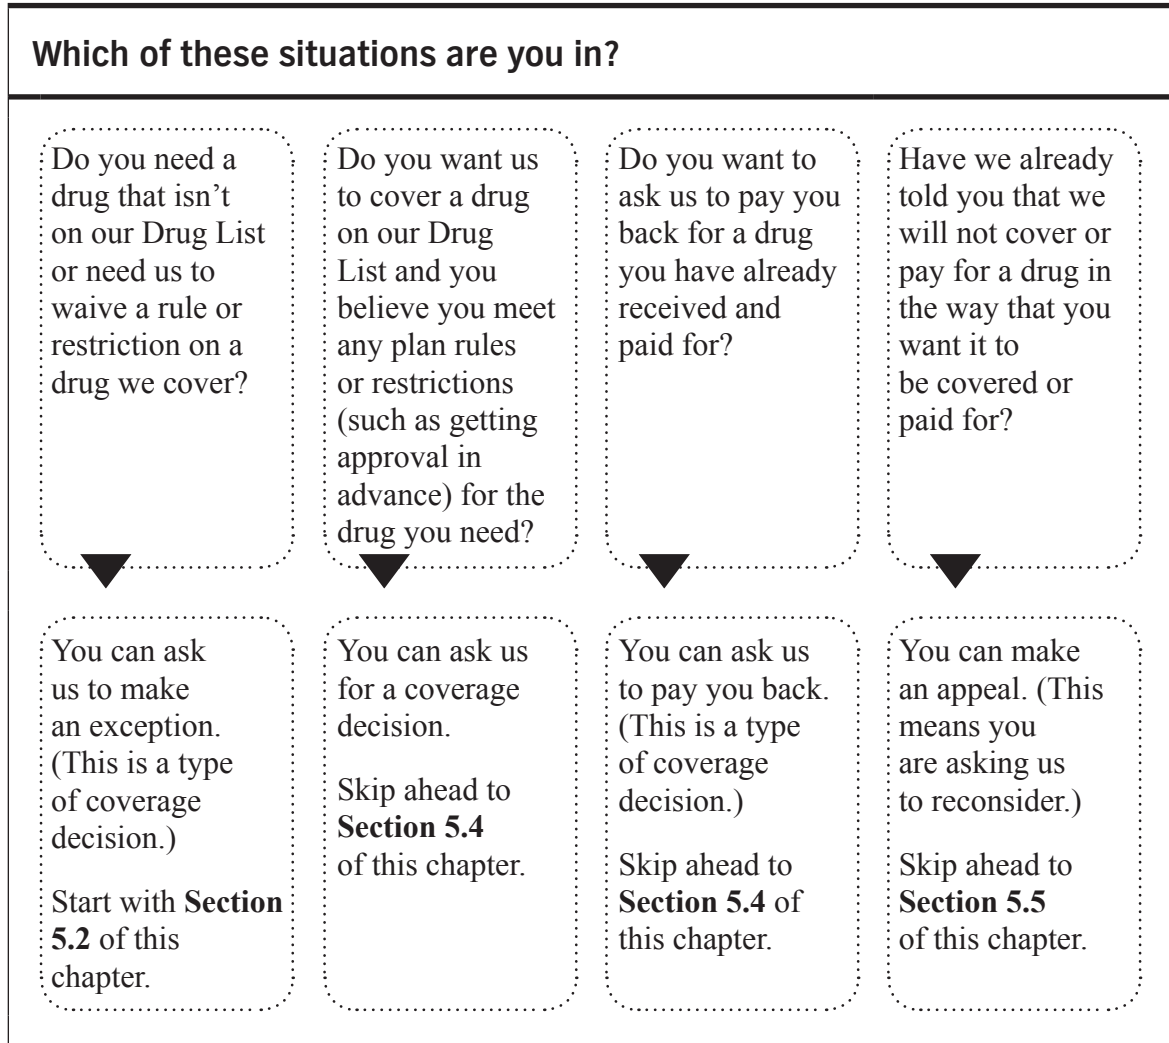 Which of these situations are you in?
Do you need a
drug that isn’t
on our Drug List
or need us to
waive a rule or
restriction on a
drug we cover?
Do you want us
to cover a drug
on our Drug
List and you
believe you meet
any plan rules
or restrictions
(such as getting
approval in
advance) for the
drug you need?
Do you want to
ask us to pay you
back for a drug
you have already
received and
paid for?
Have we already
told you that we
will not cover or
pay for a drug in
the way that you
want it to
be covered or
paid for?
You can ask
us to make
an exception.
(This is a type
of coverage
decision.)
Start with Section
5.2 of this
chapter.
You can ask us
for a coverage
decision.
Skip ahead to
Section 5.4
of this chapter.
You can ask us
to pay you back.
(This is a type
of coverage
decision.)
Skip ahead to
Section 5.4 of
this chapter.
You can make
an appeal. (This
means you
are asking us
to reconsider.)
Skip ahead to
Section 5.5
of this chapter.